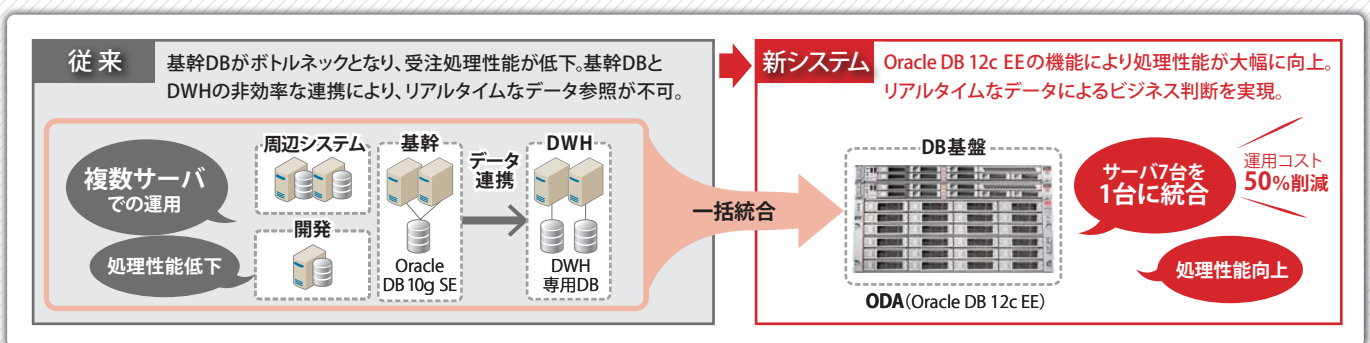 従来
基幹DBがボトルネックとなり、受注処理性能が低下。基幹DBと
DWHの非効率な連携により、リアルタイムなデータ参照が不可。
複数サーバ
での運用
処理性能低下
周辺システム
開発
基幹
Oracle
DB 10g SE
データ
連携
DWH
DWH
専用DB
一括統合
新システム
Oracle DB 12c EEの機能により処理性能が大幅に向上。
リアルタイムなデータによるビジネス判断を実現。
DB基盤
ODA(Oracle DB 12c EE)
サーバ7台を
1台に統合
運用コスト
50%削減
処理性能向上